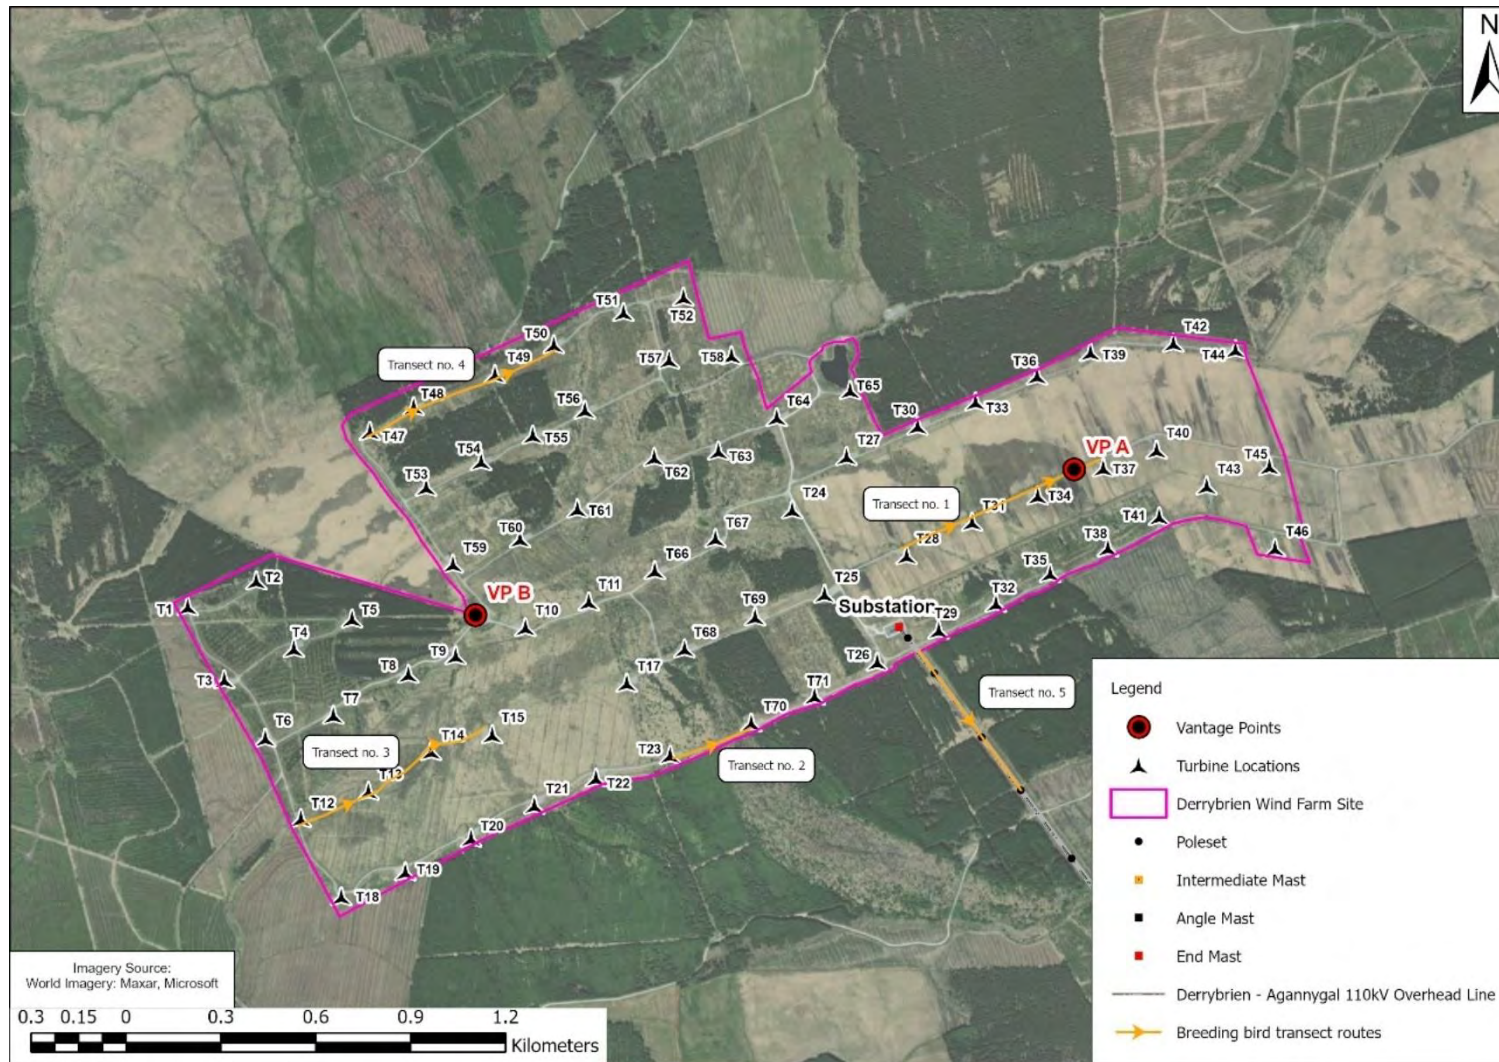 N
T51
T52
T50
T57
T58
T49
Transect no. 4
T48
T47
T56
T55
T54
T53
T64
T65
T63
T62
T27
T30
T33
T36
T39
T42
T44
T40
VP A
T37
T45
T43
T34
T31
Transect no. 1
T28
T24
T67
T61
T60
T59
T66
T11
T10
VP B
T25
T69
Substation
T41
T46
T38
T35
T32
T29
T26
T1
T2
T5
T4
T3
T9
T8
T7
T6
T68
T17
T71
T70
T15
T14
Transect no. 3
T13
T12
T23
Transect no. 2
T22
T21
T20
T19
T18
Transect no. 5
Legend
Vantage Points
Turbine Locations
Derrybrien Wind Farm Site
Poleset
Intermediate Mast
Angle Mast
End Mast
Derrybrien - Agannygal 110kV Overhead Line
Breeding bird transect routes
Imagery Source:
World Imagery: Maxar, Microsoft
0.3 0.15 0 0.3 0.6 0.9 1.2
Kilometers